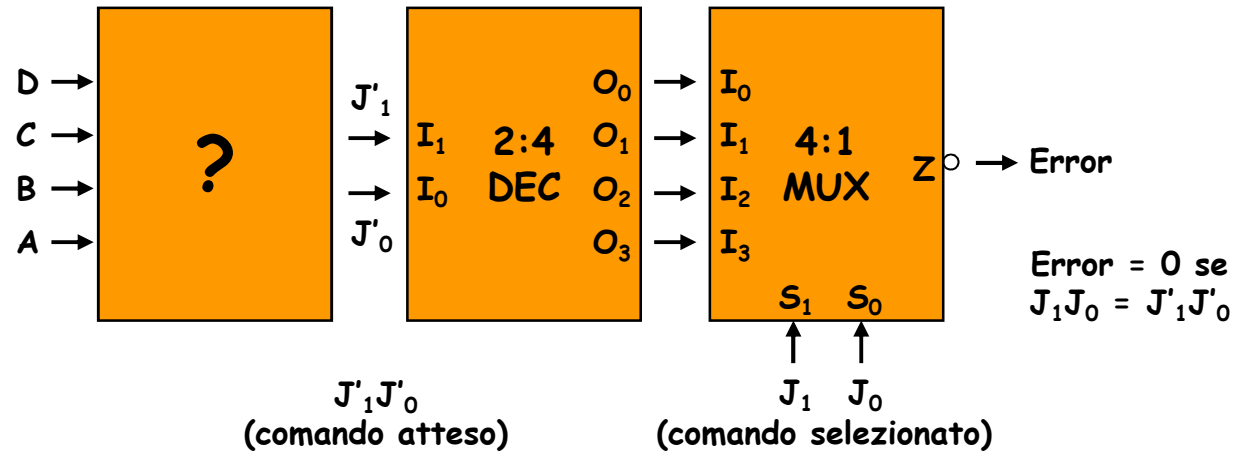 D
C
B
A
?
J'₁
J'₀
I₁
I₀
2:4
DEC
O₀
O₁
O₂
O₃
I₀
I₁
I₂
I₃
4:1
MUX
Z
S₁ S₀
Error
Error = 0 se
J₁J₀ = J'₁J'₀
J₁ J₀
J'₁J'₀
(comando atteso)
(comando selezionato)